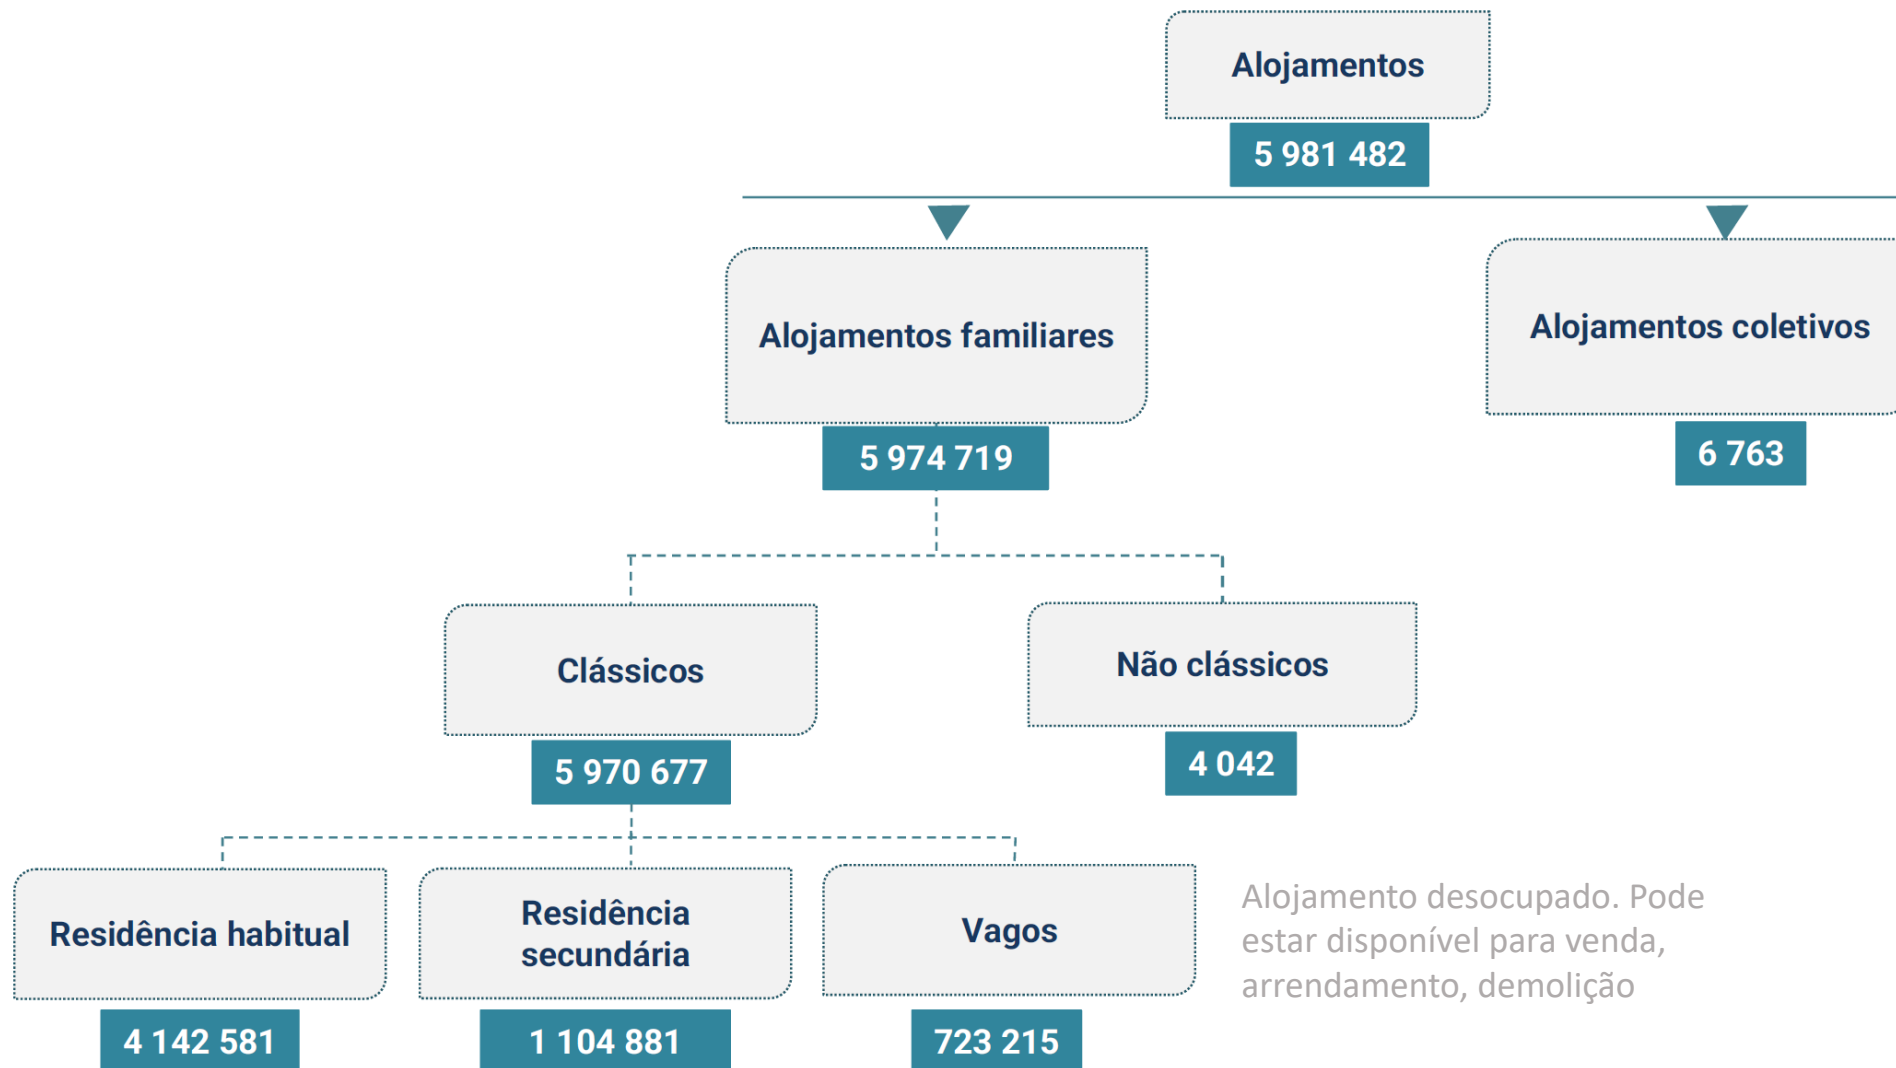 Alojamentos
5 981 482
Alojamentos familiares
Alojamentos coletivos
5 974 719
6 763
Clássicos
Não clássicos
5 970 677
4 042
Residência habitual
Residência
secundária
Vagos
Alojamento desocupado. Pode
estar disponível para venda,
arrendamento, demolição
4 142 581
1 104 881
723 215